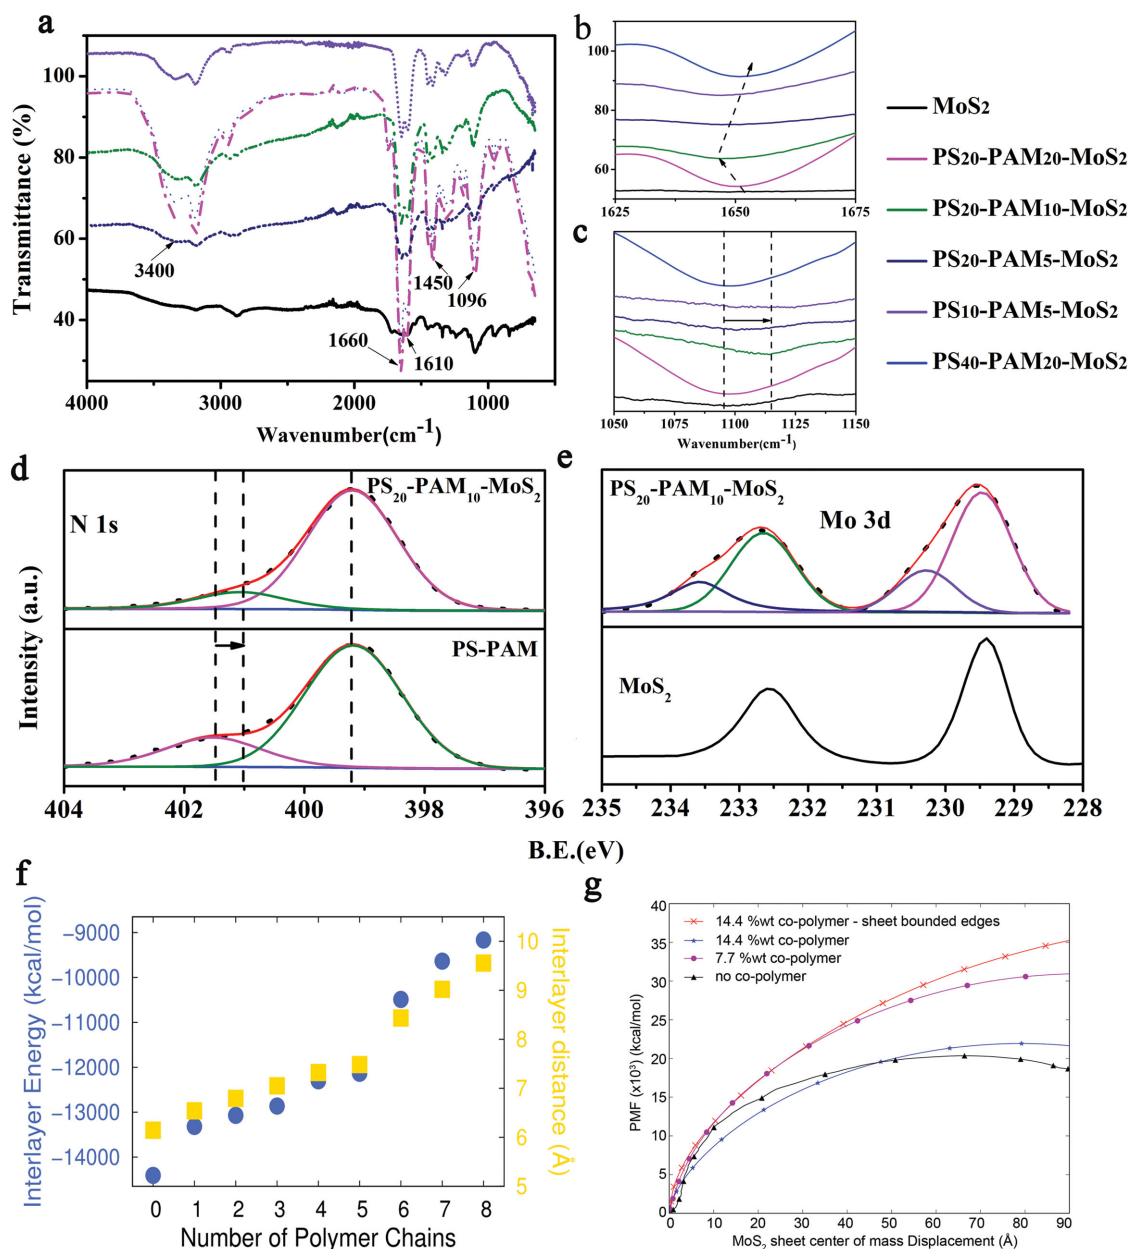 a
Transmittance (%)
100
80
60
40
3400
1450
1096
1660
1610
4000
3000
2000
1000
Wavenumber(cm⁻¹)
b
100
80
60
1625
1650
1675
c
1050
1075
1100
1125
1150
Wavenumber(cm⁻¹)
MoS2
PS20-PAM20-MoS2
PS20-PAM10-MoS2
PS20-PAM5-MoS2
PS10-PAM5-MoS2
PS40-PAM20-MoS2
d
N 1s
PS₂₀-PAM₁₀-MoS₂
PS-PAM
Intensity (a.u.)
404
402
400
398
396
e
PS₂₀-PAM₁₀-MoS₂
Mo 3d
MoS₂
235
234
233
232
231
230
229
228
B.E.(eV)
f
Interlayer Energy (kcal/mol)
−9000
−10000
−11000
−12000
−13000
−14000
10
9
8
7
6
5
Interlayer distance (Å)
0 1 2 3 4 5 6 7 8
Number of Polymer Chains
g
PMF (x10³) (kcal/mol)
40
35
30
25
20
15
10
5
0
14.4 %wt co-polymer - sheet bounded edges
14.4 %wt co-polymer
7.7 %wt co-polymer
no co-polymer
0 10 20 30 40 50 60 70 80 90
MoS₂ sheet center of mass Displacement (Å)